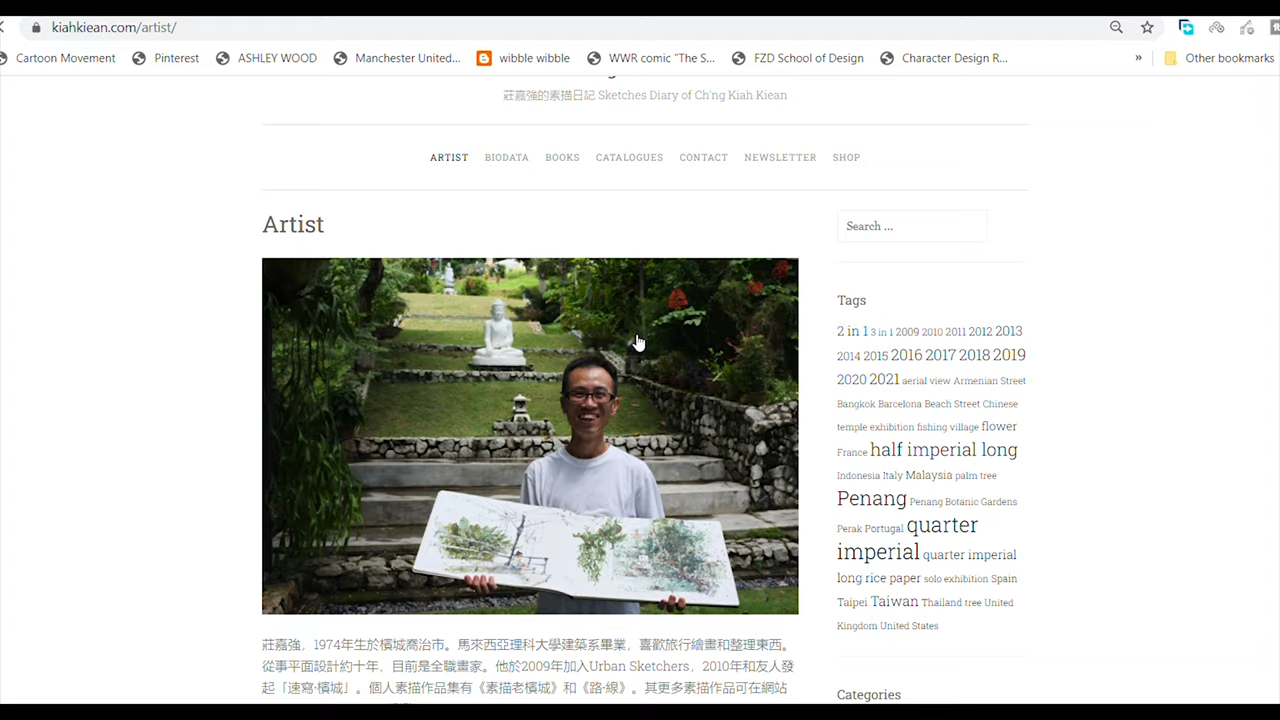 kiahkiean.com/artist/
Cartoon Movement Pinterest ASHLEY WOOD Manchester United... wibble wibble WWR comic "The S... FZD School of Design Character Design R... » Other bookmarks
莊嘉強的素描日記 Sketches Diary of Ch'ng Kiah Kiean
ARTIST BIODATA BOOKS CATALOGUES CONTACT NEWSLETTER SHOP
Artist
莊嘉強，1974年生於檳城喬治市。馬來西亞理科大學建築系畢業，喜歡旅行繪畫和整理東西。
從事平面設計約十年，目前是全職畫家。他於2009年加入Urban Sketchers，2010年和友人發
起「速寫·檳城」。個人素描作品集有《素描老檳城》和《路·線》。其更多素描作品可在網站
Search ...
Tags
2 in 1 3 in 1 2009 2010 2011 2012 2013
2014 2015 2016 2017 2018 2019
2020 2021 aerial view Armenian Street
Bangkok Barcelona Beach Street Chinese
temple exhibition fishing village flower
France half imperial long
Indonesia Italy Malaysia palm tree
Penang Penang Botanic Gardens
Perak Portugal quarter
imperial quarter imperial
long rice paper solo exhibition Spain
Taipei Taiwan Thailand tree United
Kingdom United States
Categories